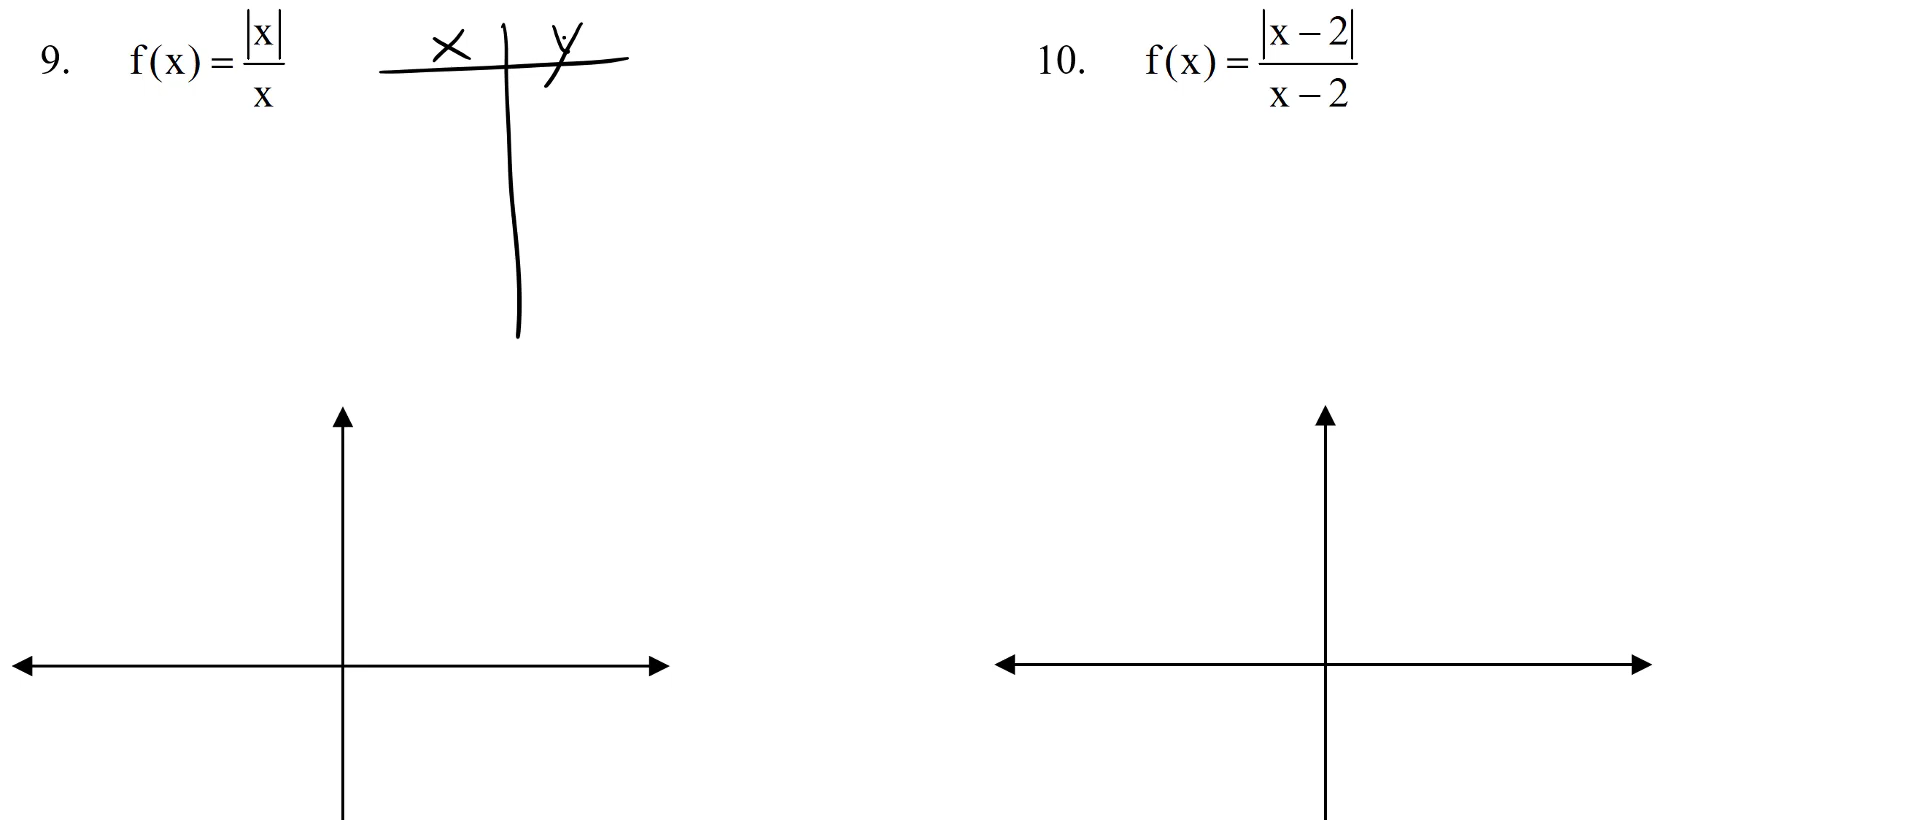 9. f(x) = |x| / x
x y
10. f(x) = |x − 2| / x − 2